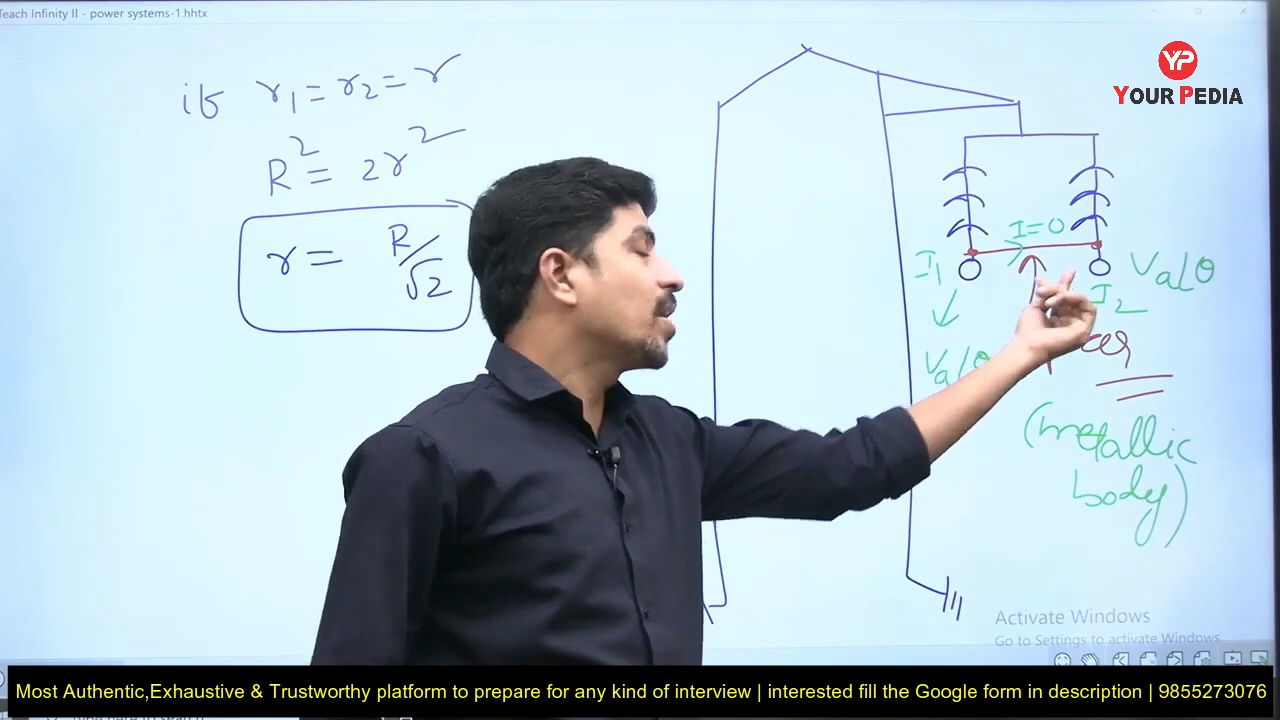 Teach Infinity II - power systems-1.hhtx
YP
YOUR PEDIA
if r₁ = r₂ = r
R² = 2r²
r = R/√2
I=0
I₁
I₂
Va∠θ
Va∠θ
(metallic
body)
Activate Windows
Go to Settings to activate Windows.
Most Authentic,Exhaustive & Trustworthy platform to prepare for any kind of interview | interested fill the Google form in description | 9855273076